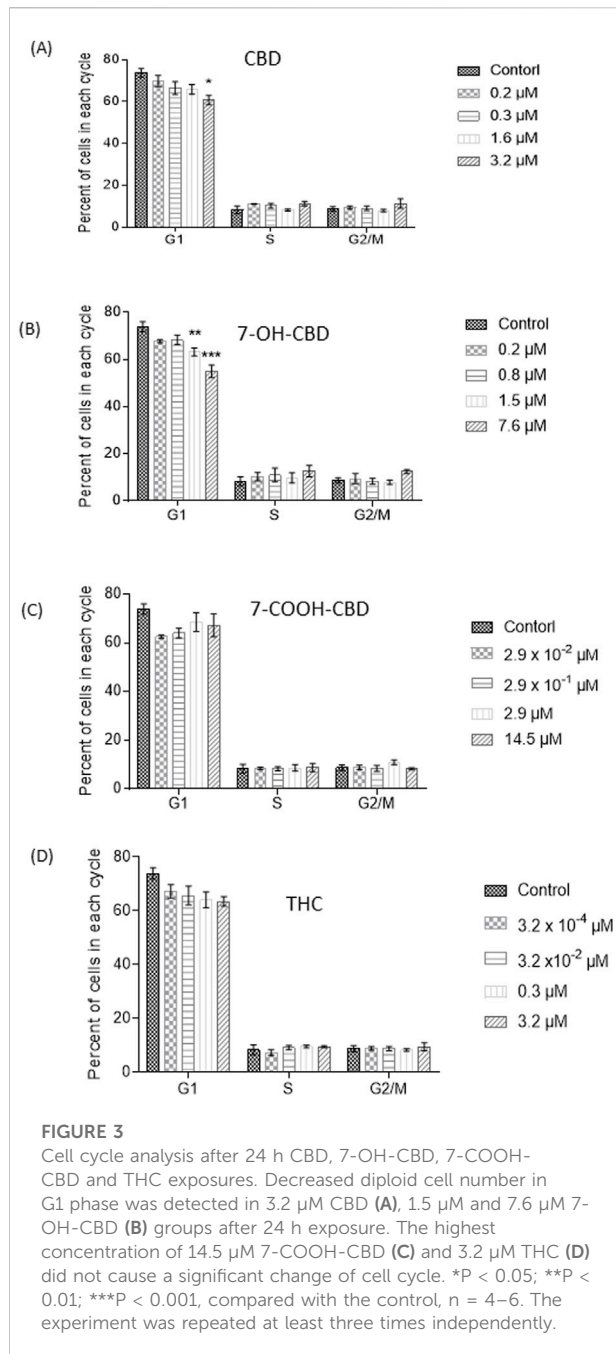 (A)
CBD
Percent of cells in each cycle
80
60
40
20
0
*
G1
S
G2/M
Contorl
0.2 µM
0.3 µM
1.6 µM
3.2 µM
(B)
7-OH-CBD
Percent of cells in each cycle
80
60
40
20
0
**
***
G1
S
G2/M
Control
0.2 µM
0.8 µM
1.5 µM
7.6 µM
(C)
7-COOH-CBD
Percent of cells in each cycle
80
60
40
20
0
G1
S
G2/M
Contorl
2.9 x 10⁻² µM
2.9 x 10⁻¹ µM
2.9 µM
14.5 µM
(D)
THC
Percent of cells in each cycle
80
60
40
20
0
G1
S
G2/M
Control
3.2 x 10⁻⁴ µM
3.2 x10⁻² µM
0.3 µM
3.2 µM
FIGURE 3
Cell cycle analysis after 24 h CBD, 7-OH-CBD, 7-COOH-
CBD and THC exposures. Decreased diploid cell number in
G1 phase was detected in 3.2 µM CBD (A), 1.5 µM and 7.6 µM 7-
OH-CBD (B) groups after 24 h exposure. The highest
concentration of 14.5 µM 7-COOH-CBD (C) and 3.2 µM THC (D)
did not cause a significant change of cell cycle. *P < 0.05; **P <
0.01; ***P < 0.001, compared with the control, n = 4–6. The
experiment was repeated at least three times independently.